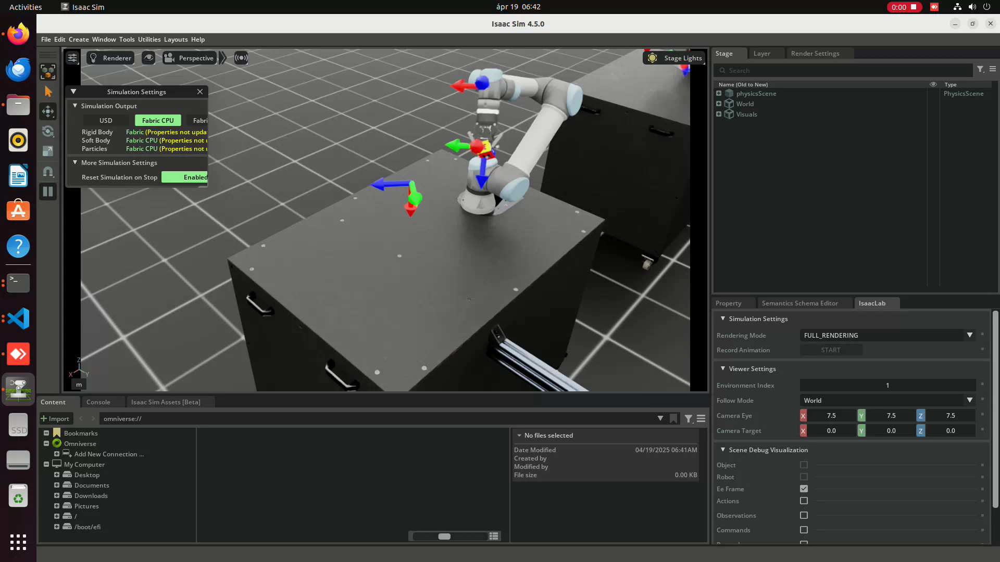 Activities
Isaac Sim
ápr 19 06:42
0:00
Isaac Sim 4.5.0
File Edit Create Window Tools Utilities Layouts Help
Renderer
Perspective
Stage Lights
Simulation Settings
Simulation Output
USD
Fabric CPU
Fabri
Rigid Body Fabric (Properties not upda
Soft Body Fabric CPU (Properties not u
Particles Fabric CPU (Properties not u
More Simulation Settings
Reset Simulation on Stop Enabled
Z
X Y
m
Stage Layer Render Settings
Search
Name (Old to New) Type
physicsScene PhysicsScene
World
Visuals
Property Semantics Schema Editor IsaacLab
Simulation Settings
Rendering Mode FULL_RENDERING
Record Animation START
Viewer Settings
Environment Index 1
Follow Mode World
Camera Eye X 7.5 Y 7.5 Z 7.5
Camera Target X 0.0 Y 0.0 Z 0.0
Scene Debug Visualization
Object
Robot
Ee Frame
Actions
Observations
Commands
Content Console Isaac Sim Assets [Beta]
Import omniverse://
Bookmarks
Omniverse
Add New Connection ...
My Computer
Desktop
Documents
Downloads
Pictures
/
/boot/efi
No files selected
Date Modified 04/19/2025 06:41AM
Created by
Modified by
File size 0.00 KB
SSD